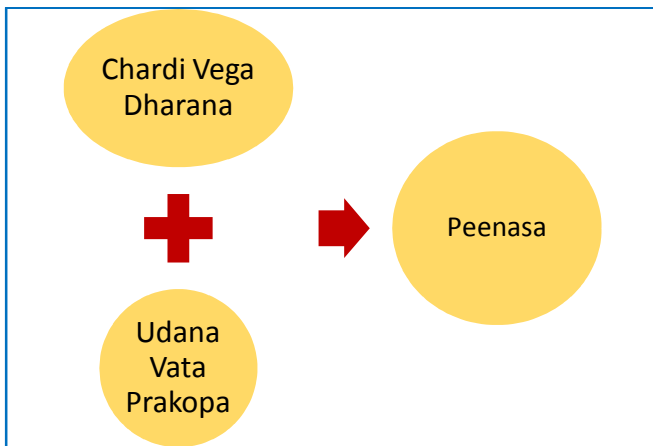 Chardi Vega
Dharana
Udana
Vata
Prakopa
Peenasa